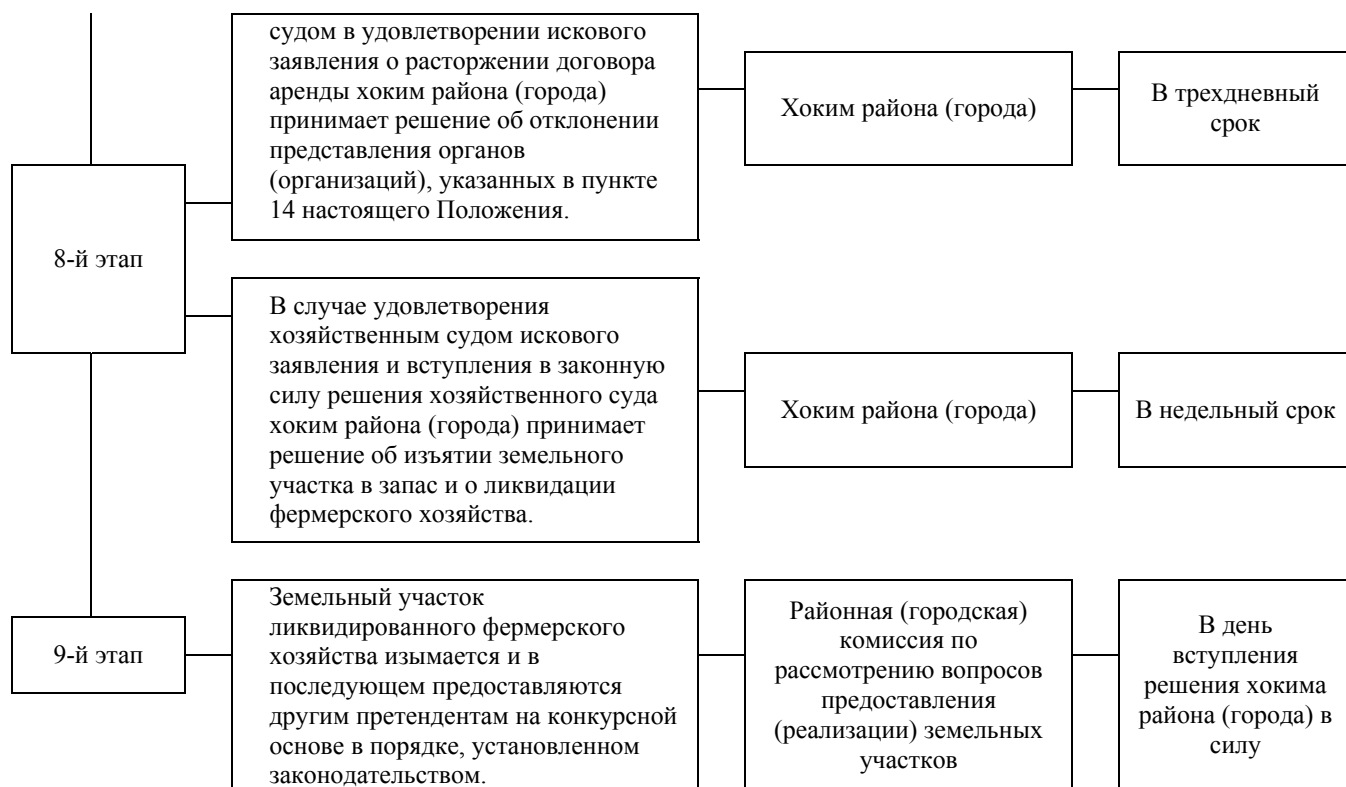 судом в удовлетворении искового
заявления о расторжении договора
аренды хоким района (города)
принимает решение об отклонении
представления органов
(организаций), указанных в пункте
14 настоящего Положения.
Хоким района (города)
В трехдневный
срок
8-й этап
В случае удовлетворения
хозяйственным судом искового
заявления и вступления в законную
силу решения хозяйственного суда
хоким района (города) принимает
решение об изъятии земельного
участка в запас и о ликвидации
фермерского хозяйства.
Хоким района (города)
В недельный срок
9-й этап
Земельный участок
ликвидированного фермерского
хозяйства изымается и в
последующем предоставляются
другим претендентам на конкурсной
основе в порядке, установленном
законодательством.
Районная (городская)
комиссия по
рассмотрению вопросов
предоставления
(реализации) земельных
участков
В день
вступления
решения хокима
района (города) в
силу